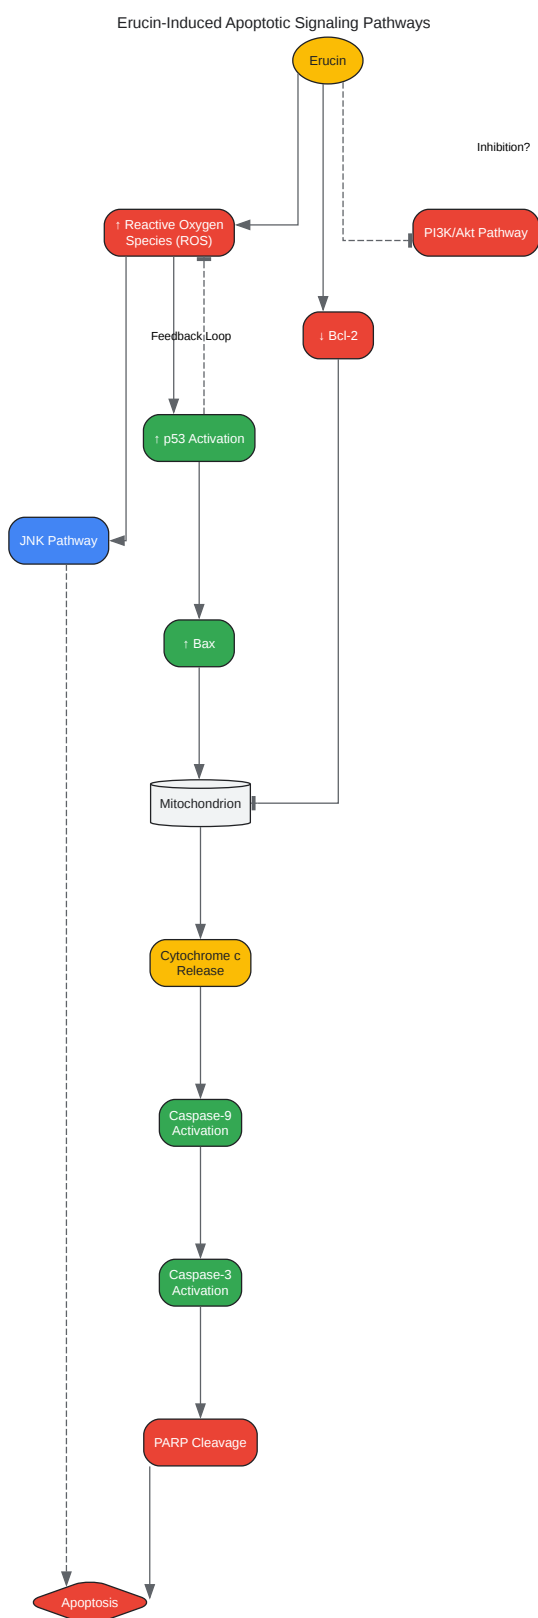 Erucin-Induced Apoptotic Signaling Pathways
Erucin
Inhibition?
↑ Reactive Oxygen
Species (ROS)
PI3K/Akt Pathway
Feedback Loop
↓ Bcl-2
↑ p53 Activation
JNK Pathway
↑ Bax
Mitochondrion
Cytochrome c
Release
Caspase-9
Activation
Caspase-3
Activation
PARP Cleavage
Apoptosis